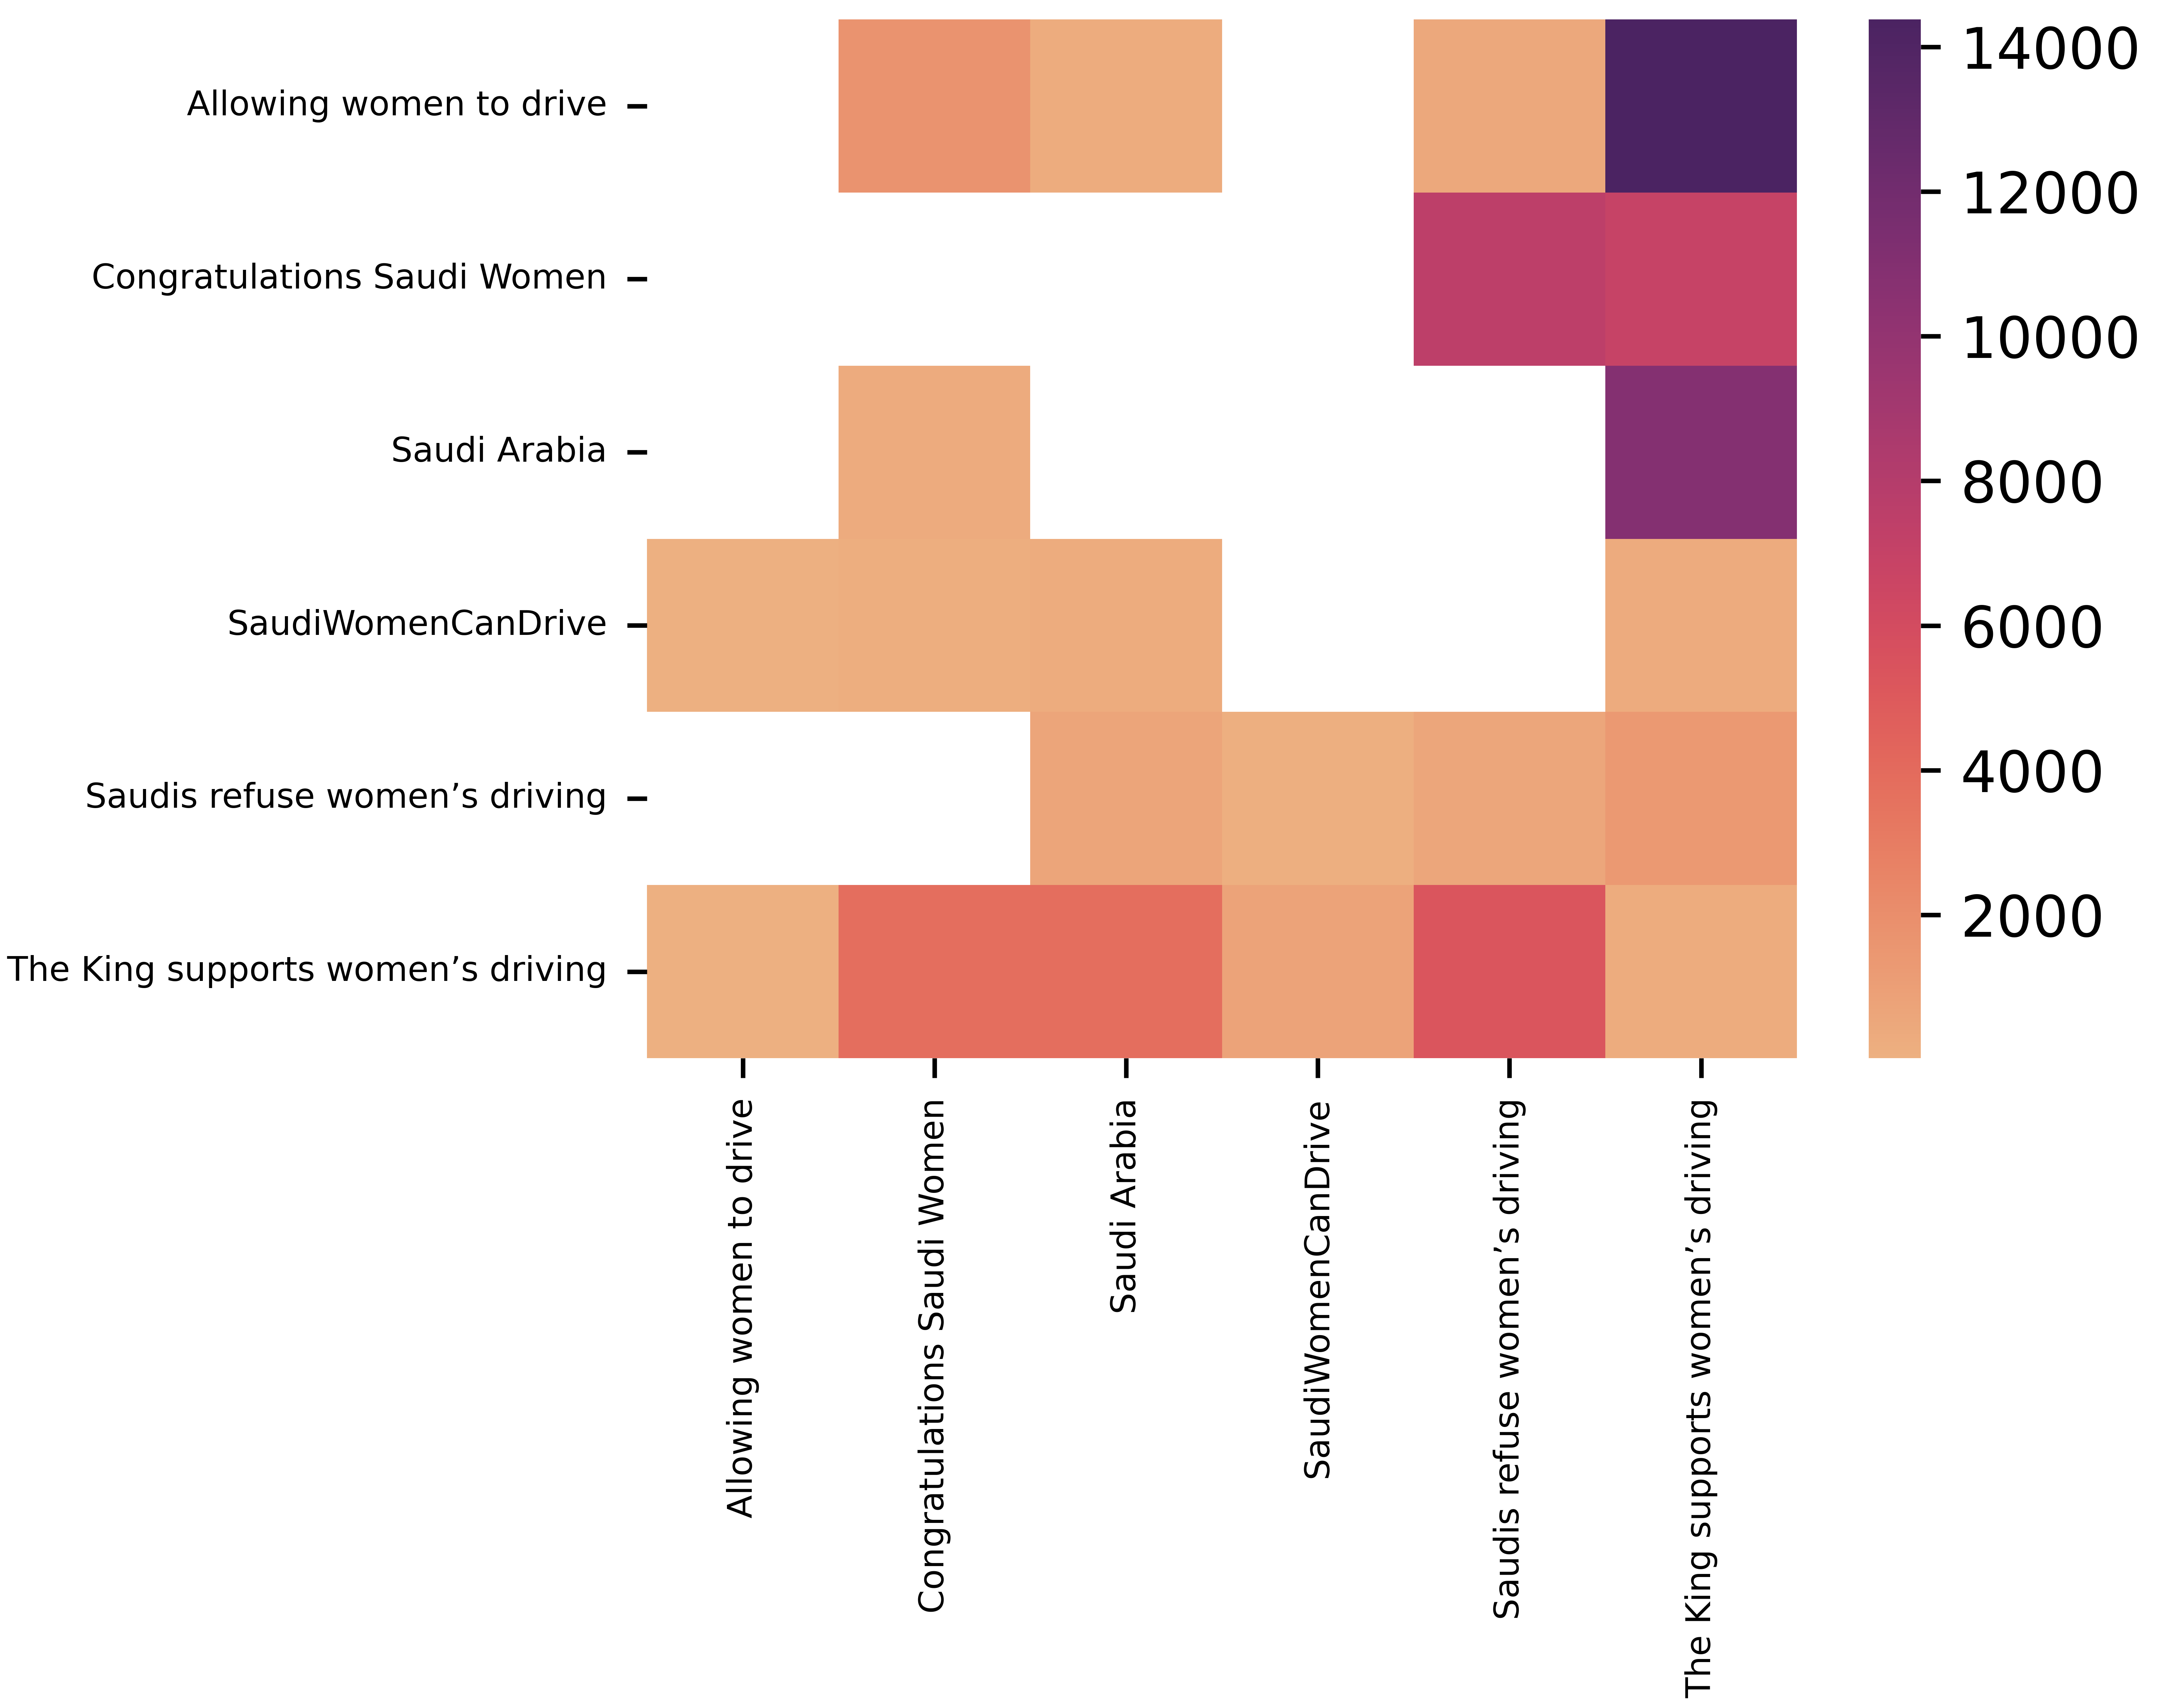 Allowing women to drive
Congratulations Saudi Women
Saudi Arabia
SaudiWomenCanDrive
Saudis refuse women’s driving
The King supports women’s driving
14000
12000
10000
8000
6000
4000
2000
Allowing women to drive
Congratulations Saudi Women
Saudi Arabia
SaudiWomenCanDrive
Saudis refuse women’s driving
The King supports women’s driving